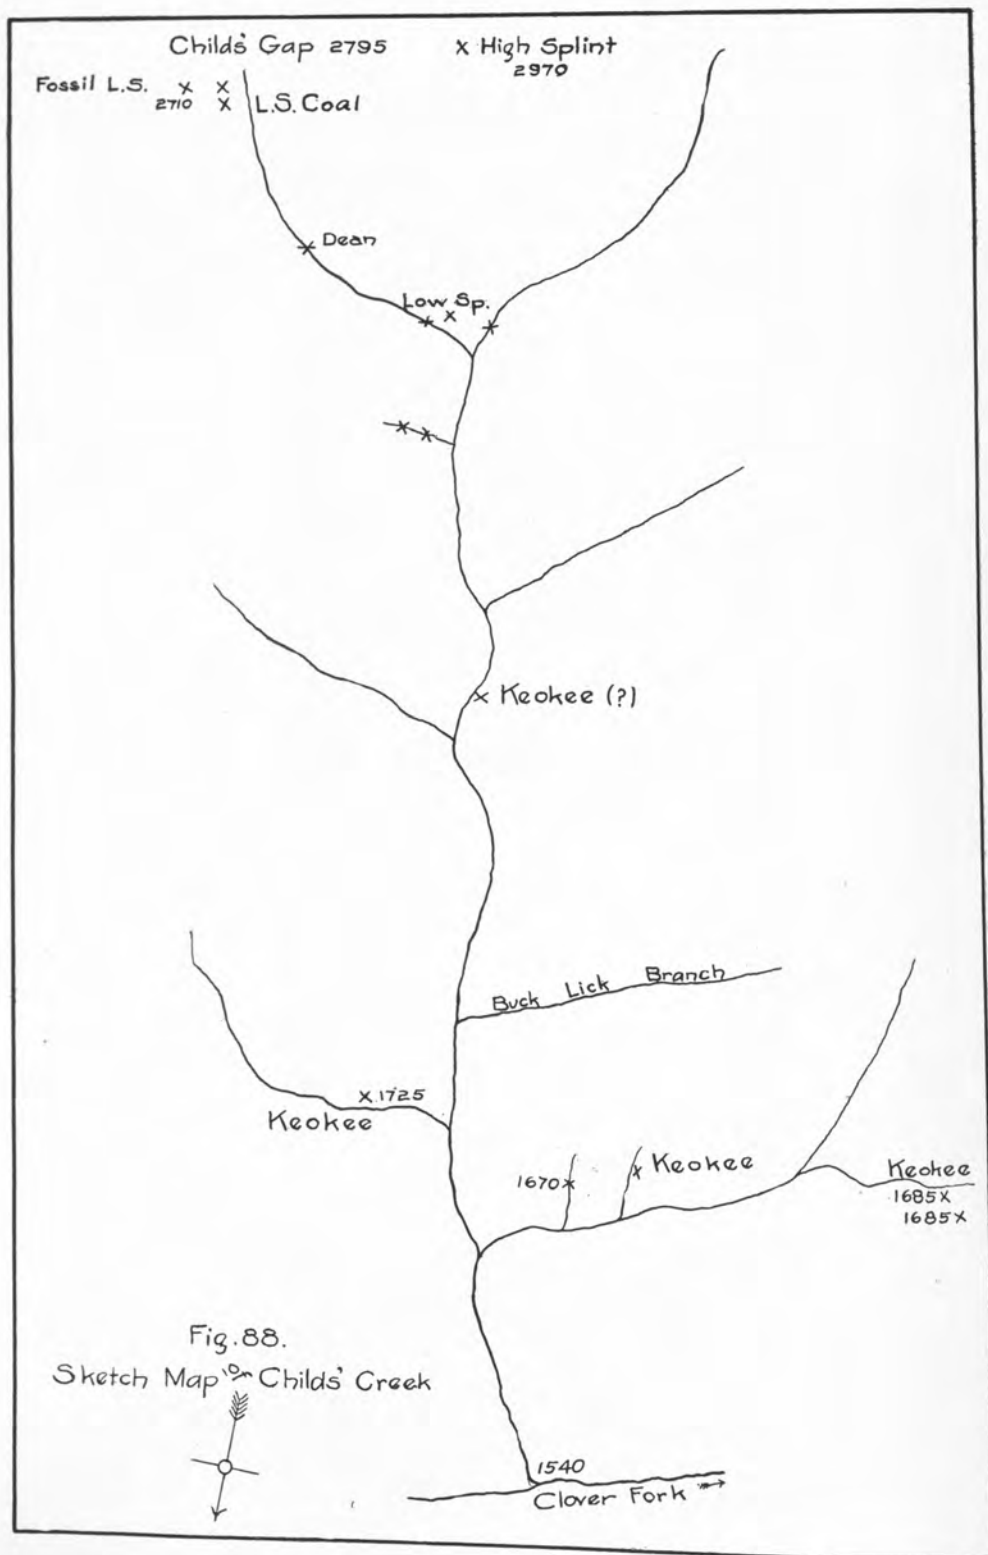 Childs' Gap 2795
x High Splint
2970
Fossil L.S. x x
2710 x L.S. Coal
Dean
Low Sp.
Keokee (?)
Buck Lick Branch
x 1725
Keokee
1670 x
Keokee
Keokee
1685 x
1685 x
Fig. 88.
Sketch Map on Childs' Creek
1540
Clover Fork